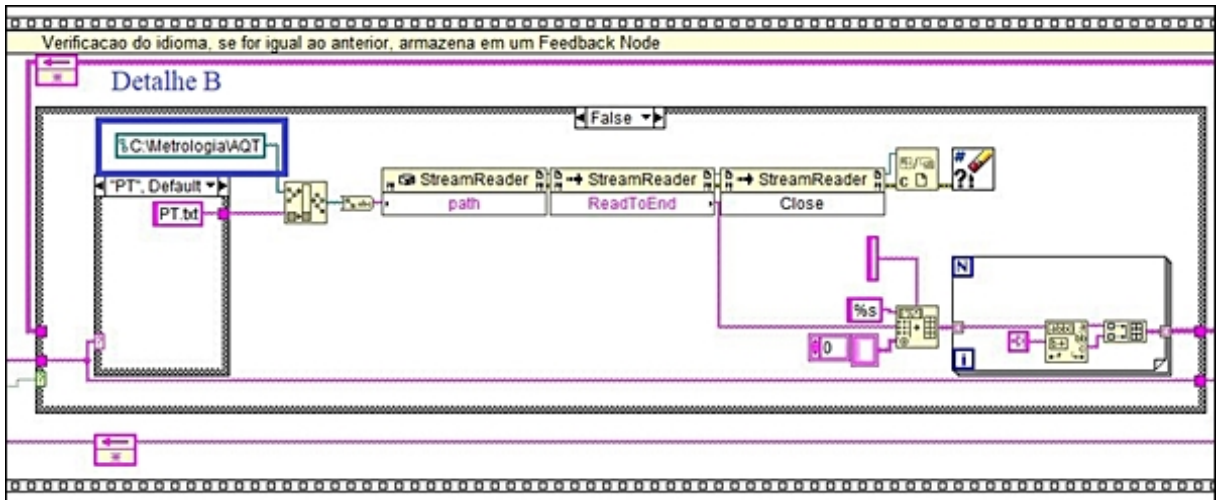 Verificacao do idioma, se for igual ao anterior, armazena em um Feedback Node
Detalhe B
False
C:\Metrologia\AQT
"PT", Default
PT.txt
StreamReader
path
StreamReader
ReadToEnd
StreamReader
Close
#
?!
%s
0
N
i